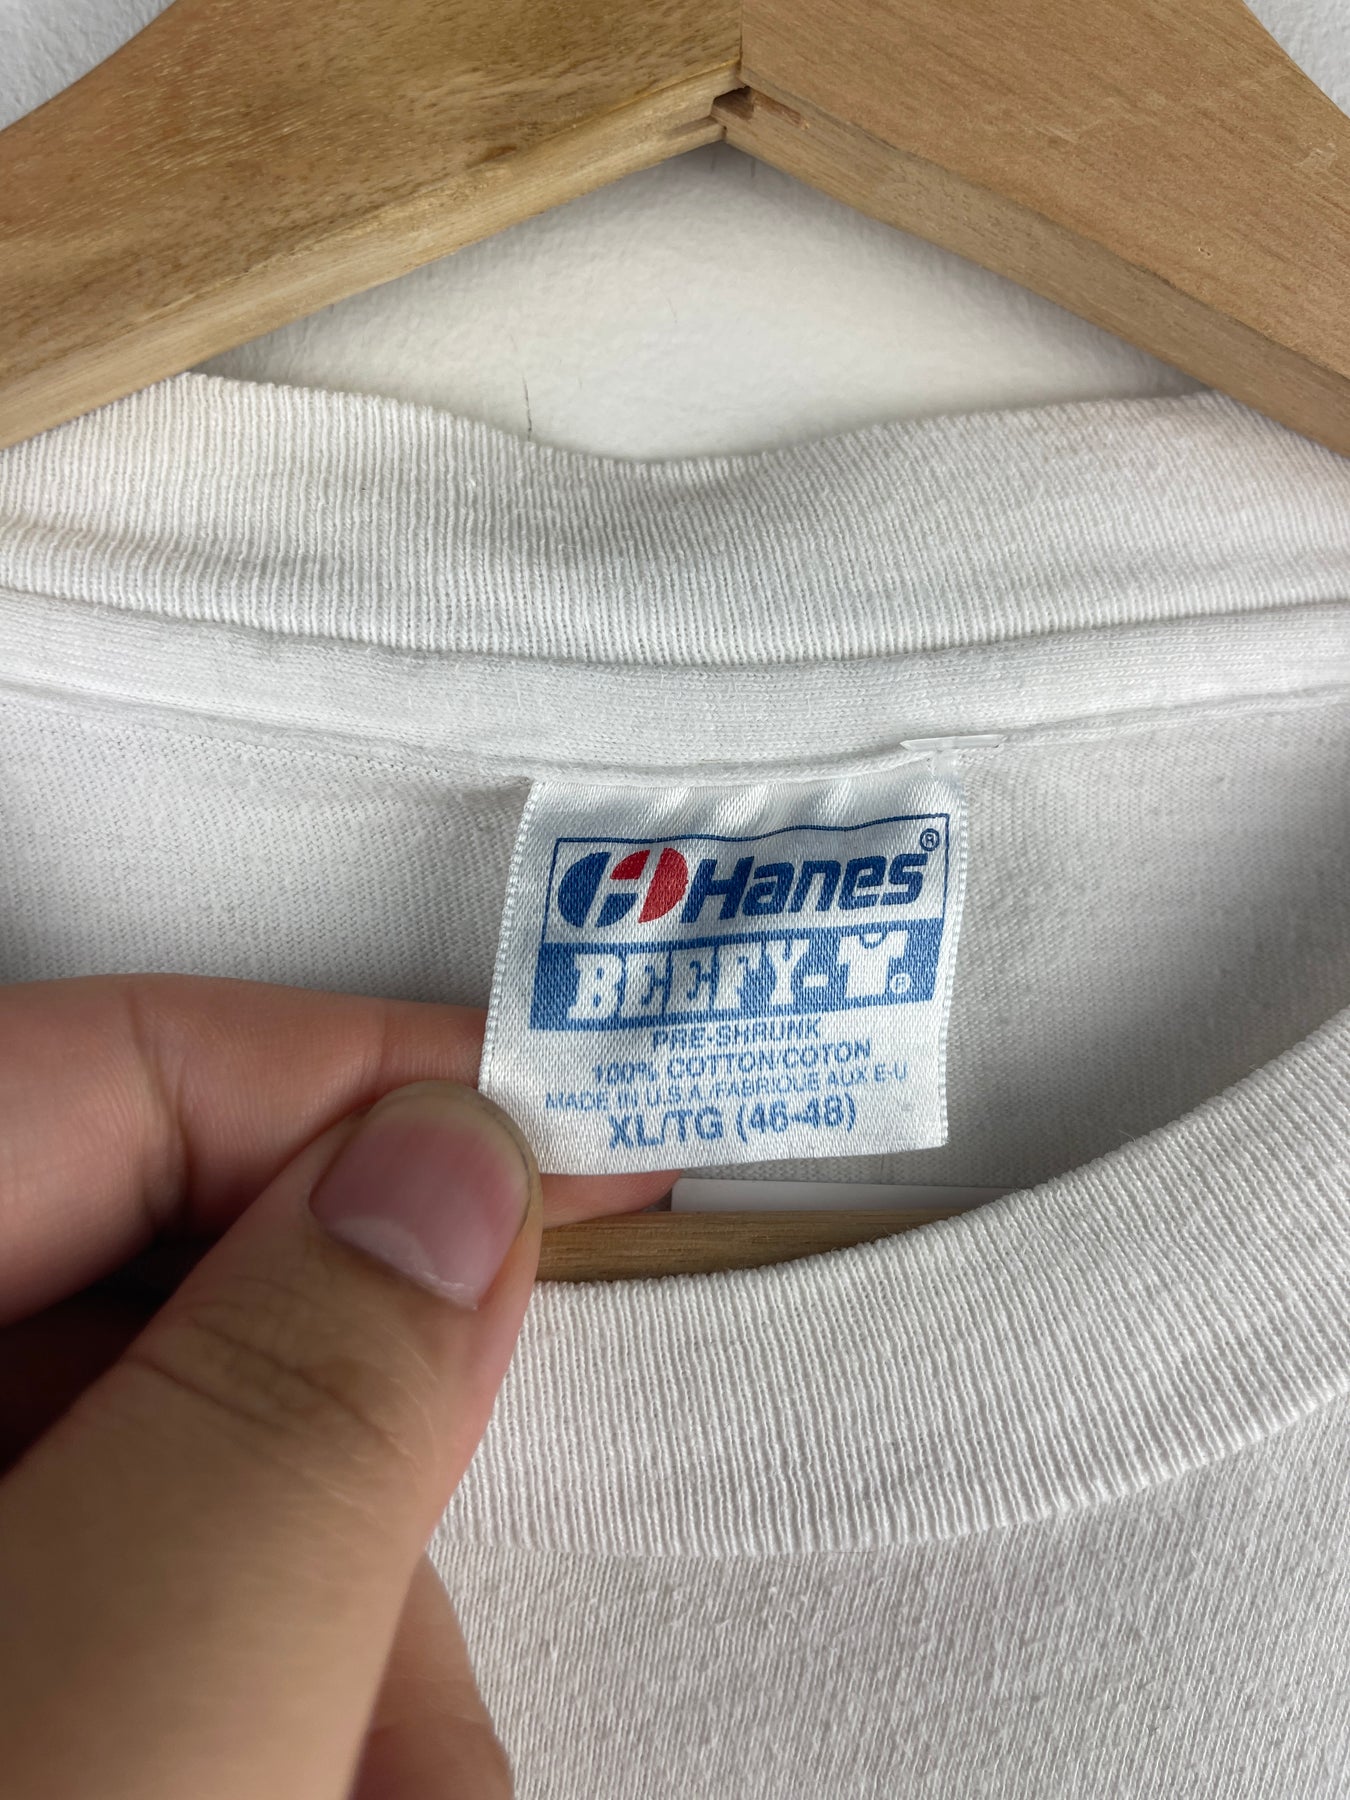 Hanes®
BEEFY-T®
PRE-SHRUNK
100% COTTON/COTON
MADE IN U.S.A./FABRIQUE AUX E-U
XL/TG (46-48)